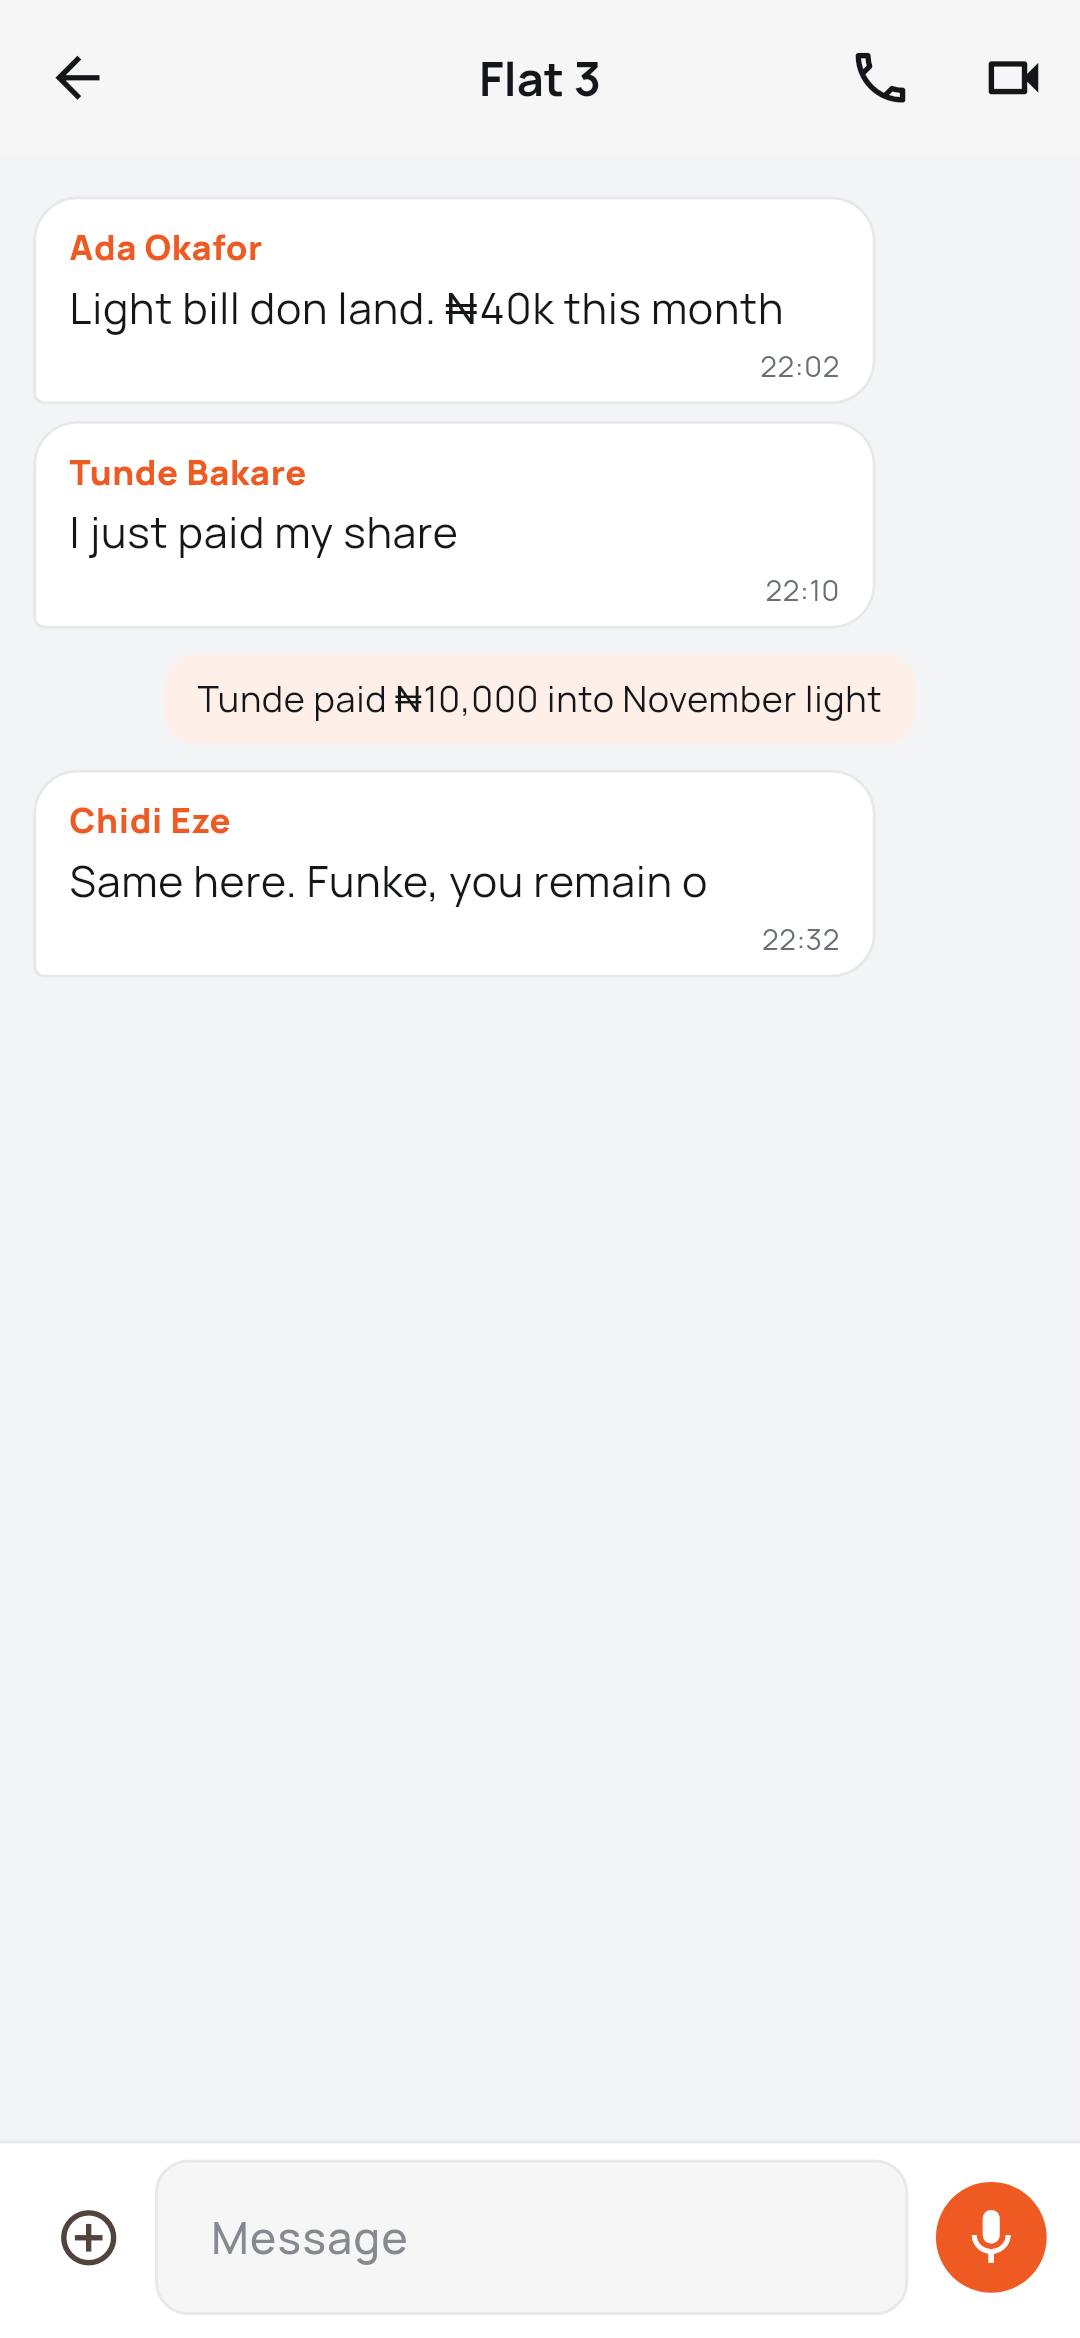 Flat 3
Ada Okafor
Light bill don land. ₦40k this month
22:02
Tunde Bakare
I just paid my share
22:10
Tunde paid ₦10,000 into November light
Chidi Eze
Same here. Funke, you remain o
22:32
Message